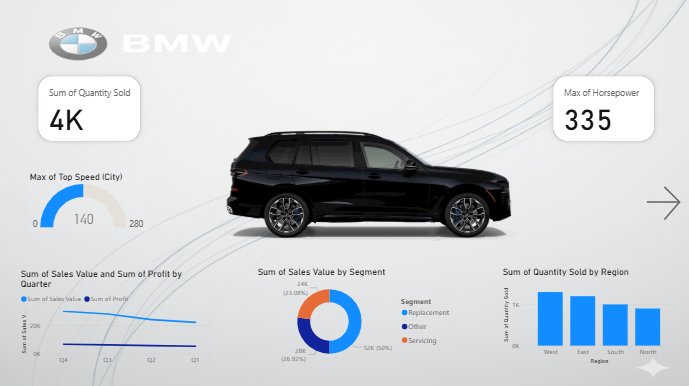 BMW
BMW
Sum of Quantity Sold
4K
Max of Horsepower
335
Max of Top Speed (City)
0
140
280
Sum of Sales Value and Sum of Profit by
Quarter
Sum of Sales Value
Sum of Profit
Sum of Sales V.
20K
0K
Q4
Q3
Q2
Q1
Sum of Sales Value by Segment
24K
(23.08%)
28K
(26.92%)
52K (50%)
Segment
Replacement
Other
Servicing
Sum of Quantity Sold by Region
Sum of Quantity Sold
1K
0K
West
East
South
North
Region